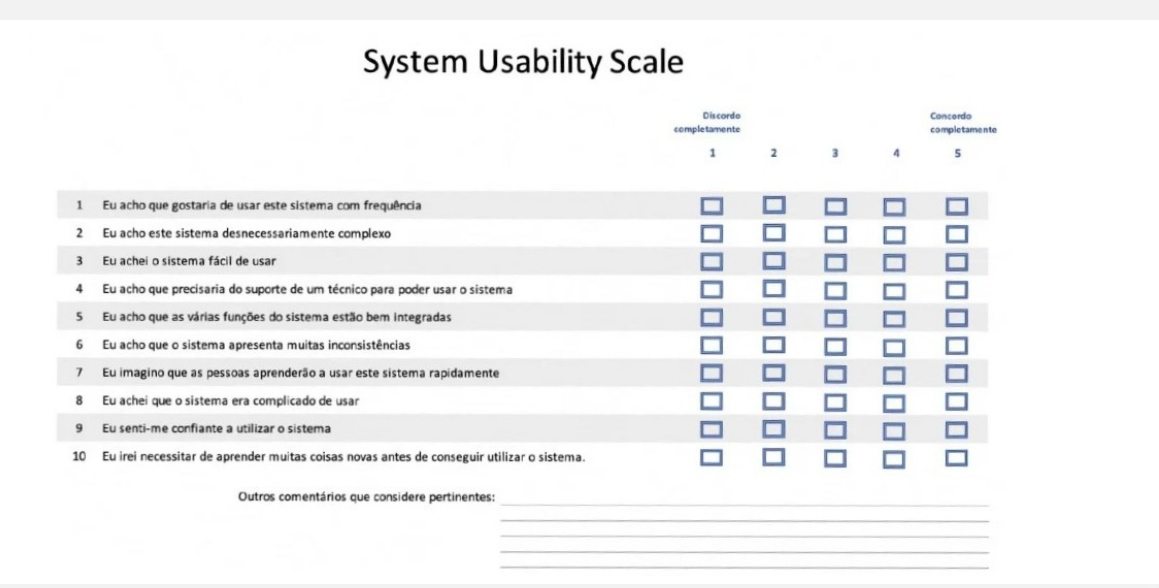 System Usability Scale
Discordo
completamente
Concordo
completamente
1 2 3 4 5
1 Eu acho que gostaria de usar este sistema com frequência
2 Eu acho este sistema desnecessariamente complexo
3 Eu achei o sistema fácil de usar
4 Eu acho que precisaria do suporte de um técnico para poder usar o sistema
5 Eu acho que as várias funções do sistema estão bem integradas
6 Eu acho que o sistema apresenta muitas inconsistências
7 Eu imagino que as pessoas aprenderão a usar este sistema rapidamente
8 Eu achei que o sistema era complicado de usar
9 Eu senti-me confiante a utilizar o sistema
10 Eu irei necessitar de aprender muitas coisas novas antes de conseguir utilizar o sistema.
Outros comentários que considere pertinentes: